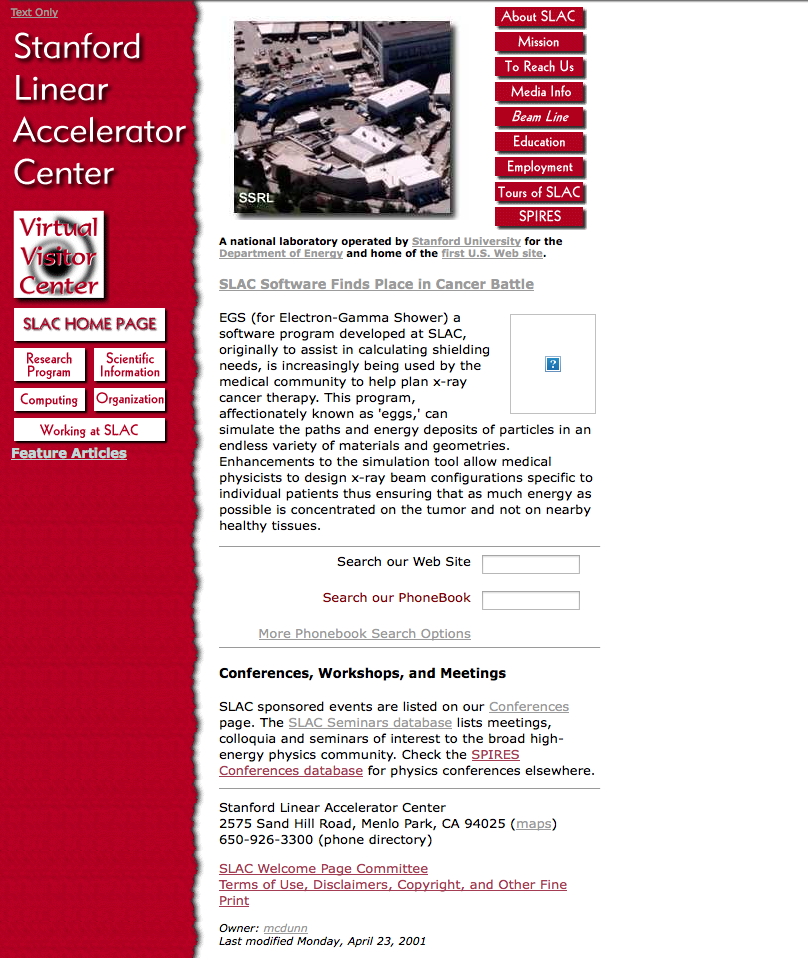 Text Only
Stanford
Linear
Accelerator
Center
Virtual
Visitor
Center
SLAC HOME PAGE
Research
Program
Scientific
Information
Computing
Organization
Working at SLAC
Feature Articles
SSRL
About SLAC
Mission
To Reach Us
Media Info
Beam Line
Education
Employment
Tours of SLAC
SPIRES
A national laboratory operated by Stanford University for the
Department of Energy and home of the first U.S. Web site.
SLAC Software Finds Place in Cancer Battle
EGS (for Electron-Gamma Shower) a
software program developed at SLAC,
originally to assist in calculating shielding
needs, is increasingly being used by the
medical community to help plan x-ray
cancer therapy. This program,
affectionately known as 'eggs,' can
simulate the paths and energy deposits of particles in an
endless variety of materials and geometries.
Enhancements to the simulation tool allow medical
physicists to design x-ray beam configurations specific to
individual patients thus ensuring that as much energy as
possible is concentrated on the tumor and not on nearby
healthy tissues.
?
Search our Web Site
Search our PhoneBook
More Phonebook Search Options
Conferences, Workshops, and Meetings
SLAC sponsored events are listed on our Conferences
page. The SLAC Seminars database lists meetings,
colloquia and seminars of interest to the broad high-
energy physics community. Check the SPIRES
Conferences database for physics conferences elsewhere.
Stanford Linear Accelerator Center
2575 Sand Hill Road, Menlo Park, CA 94025 (maps)
650-926-3300 (phone directory)
SLAC Welcome Page Committee
Terms of Use, Disclaimers, Copyright, and Other Fine
Print
Owner: mcdunn
Last modified Monday, April 23, 2001